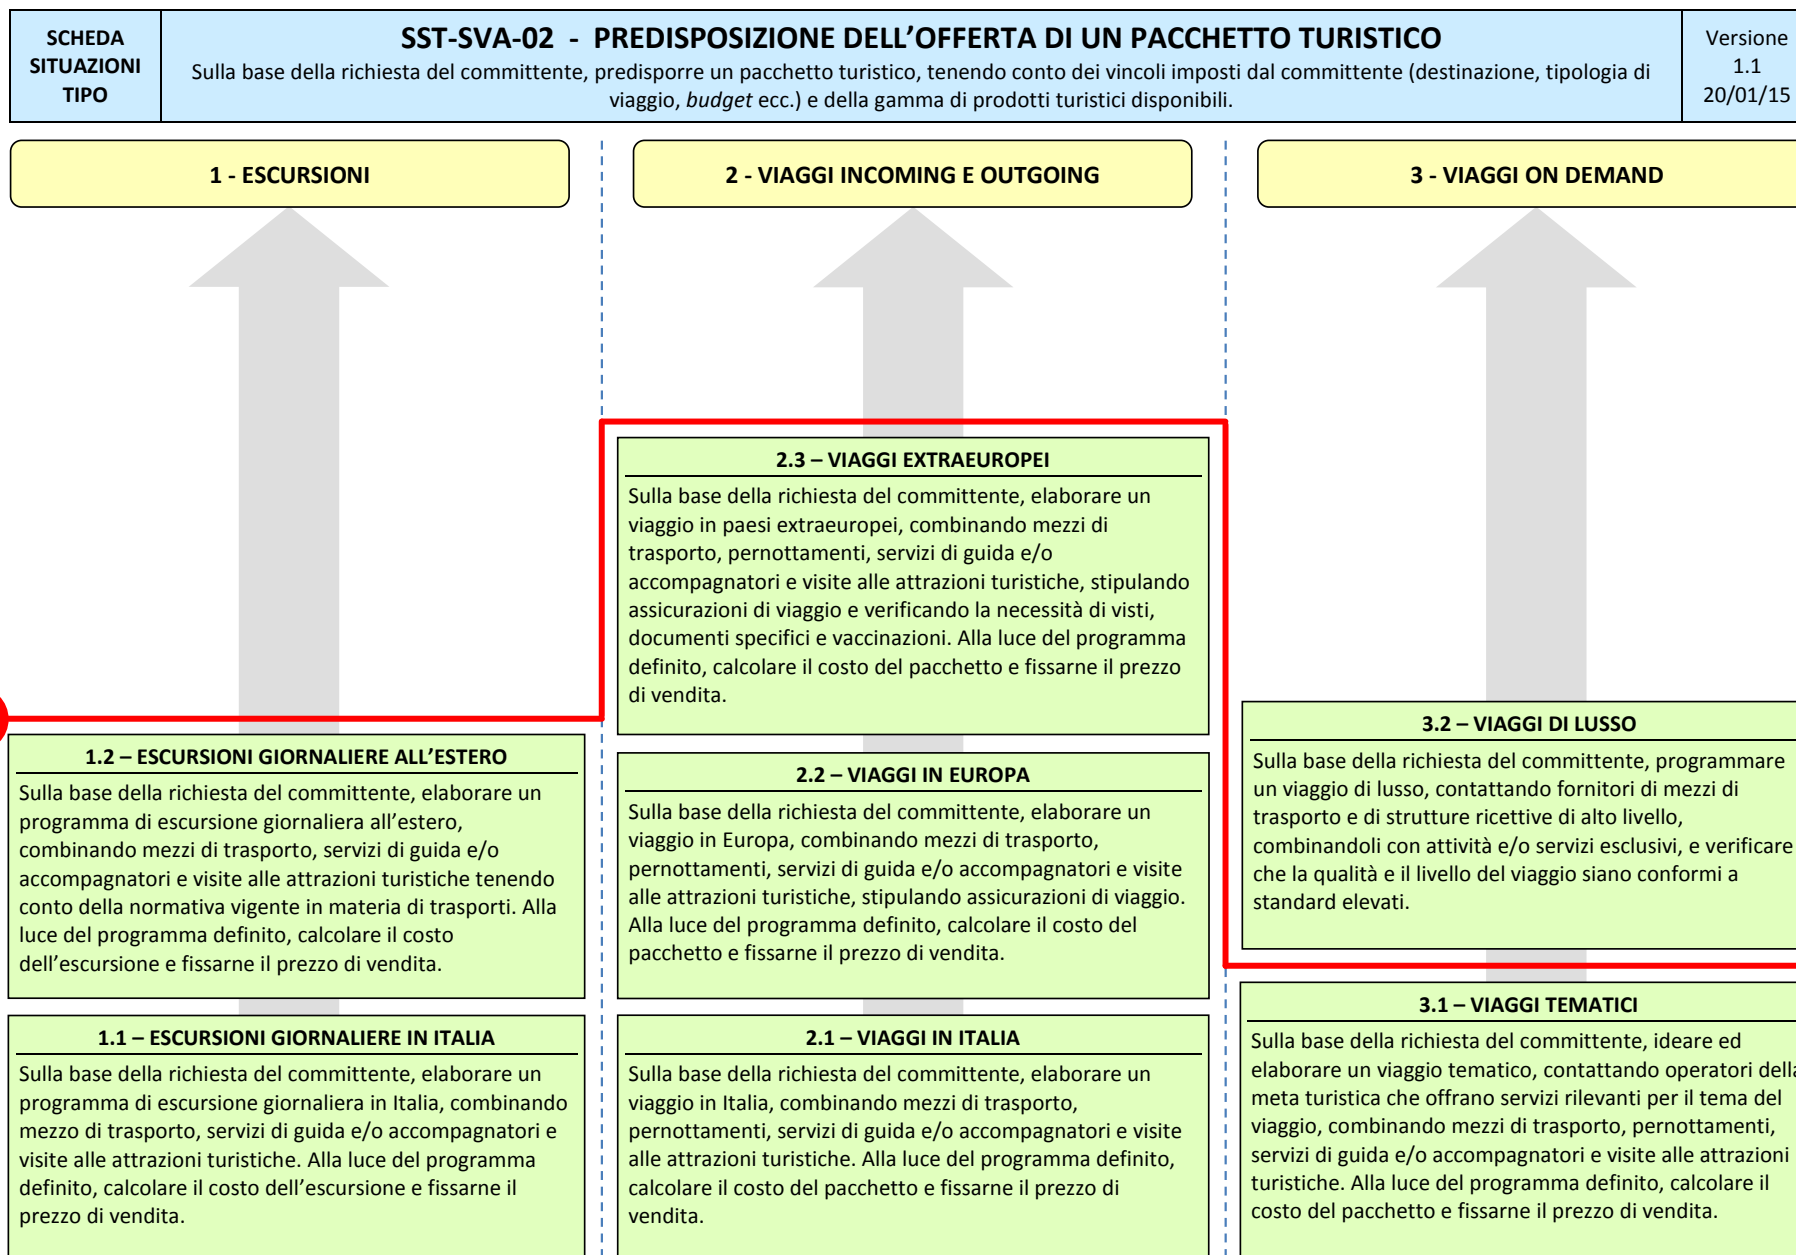 SCHEDA
SITUAZIONI
TIPO
SST-SVA-02 - PREDISPOSIZIONE DELL'OFFERTA DI UN PACCHETTO TURISTICO
Sulla base della richiesta del committente, predisporre un pacchetto turistico, tenendo conto dei vincoli imposti dal committente (destinazione, tipologia di
viaggio, budget ecc.) e della gamma di prodotti turistici disponibili.
Versione
1.1
20/01/15
1 - ESCURSIONI
2 - VIAGGI INCOMING E OUTGOING
3 - VIAGGI ON DEMAND
1.2 – ESCURSIONI GIORNALIERE ALL'ESTERO
Sulla base della richiesta del committente, elaborare un
programma di escursione giornaliera all'estero,
combinando mezzi di trasporto, servizi di guida e/o
accompagnatori e visite alle attrazioni turistiche tenendo
conto della normativa vigente in materia di trasporti. Alla
luce del programma definito, calcolare il costo
dell'escursione e fissarne il prezzo di vendita.
1.1 – ESCURSIONI GIORNALIERE IN ITALIA
Sulla base della richiesta del committente, elaborare un
programma di escursione giornaliera in Italia, combinando
mezzo di trasporto, servizi di guida e/o accompagnatori e
visite alle attrazioni turistiche. Alla luce del programma
definito, calcolare il costo dell'escursione e fissarne il
prezzo di vendita.
2.3 – VIAGGI EXTRAEUROPEI
Sulla base della richiesta del committente, elaborare un
viaggio in paesi extraeuropei, combinando mezzi di
trasporto, pernottamenti, servizi di guida e/o
accompagnatori e visite alle attrazioni turistiche, stipulando
assicurazioni di viaggio e verificando la necessità di visti,
documenti specifici e vaccinazioni. Alla luce del programma
definito, calcolare il costo del pacchetto e fissarne il prezzo
di vendita.
2.2 – VIAGGI IN EUROPA
Sulla base della richiesta del committente, elaborare un
viaggio in Europa, combinando mezzi di trasporto,
pernottamenti, servizi di guida e/o accompagnatori e visite
alle attrazioni turistiche, stipulando assicurazioni di viaggio.
Alla luce del programma definito, calcolare il costo del
pacchetto e fissarne il prezzo di vendita.
2.1 – VIAGGI IN ITALIA
Sulla base della richiesta del committente, elaborare un
viaggio in Italia, combinando mezzi di trasporto,
pernottamenti, servizi di guida e/o accompagnatori e visite
alle attrazioni turistiche. Alla luce del programma definito,
calcolare il costo del pacchetto e fissarne il prezzo di
vendita.
3.2 – VIAGGI DI LUSSO
Sulla base della richiesta del committente, programmare
un viaggio di lusso, contattando fornitori di mezzi di
trasporto e di strutture ricettive di alto livello,
combinandoli con attività e/o servizi esclusivi, e verificare
che la qualità e il livello del viaggio siano conformi a
standard elevati.
3.1 – VIAGGI TEMATICI
Sulla base della richiesta del committente, ideare ed
elaborare un viaggio tematico, contattando operatori della
meta turistica che offrano servizi rilevanti per il tema del
viaggio, combinando mezzi di trasporto, pernottamenti,
servizi di guida e/o accompagnatori e visite alle attrazioni
turistiche. Alla luce del programma definito, calcolare il
costo del pacchetto e fissarne il prezzo di vendita.